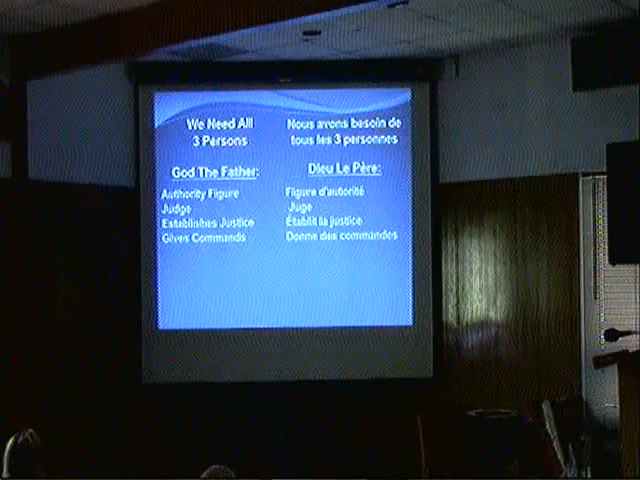 We Need All
3 Persons
God The Father:
Authority Figure
Judge
Establishes Justice
Gives Commands
Nous avons besoin de
tous les 3 personnes
Dieu Le Père:
Figure d'autorité
Juge
Établit la justice
Donne des commandes